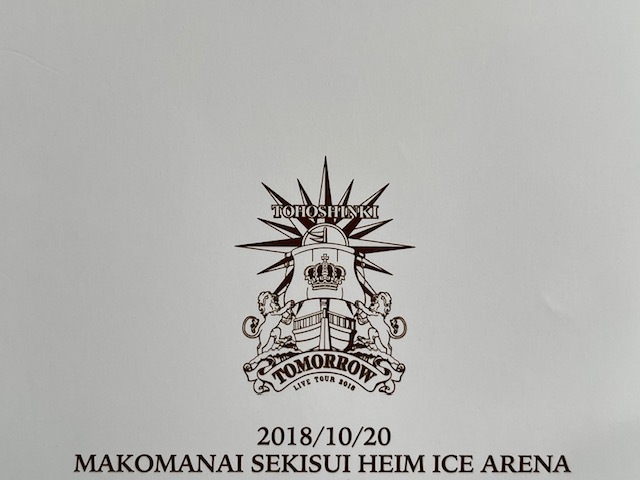 TOHOSHINKI
TOMORROW
LIVE TOUR 2018
2018/10/20
MAKOMANAI SEKISUI HEIM ICE ARENA